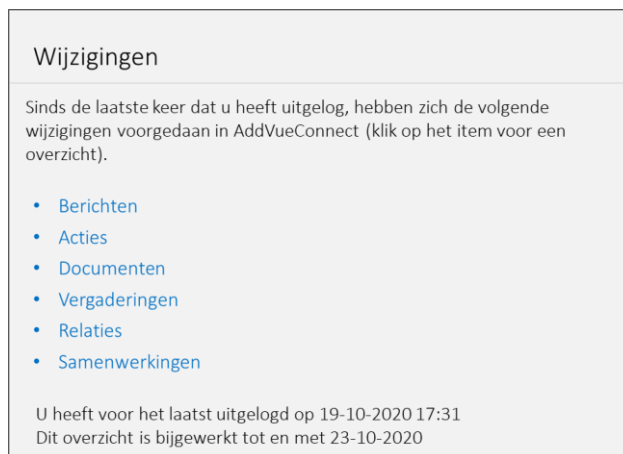 Wijzigingen
Sinds de laatste keer dat u heeft uitgelog, hebben zich de volgende
wijzigingen voorgedaan in AddVueConnect (klik op het item voor een
overzicht).
• Berichten
• Acties
• Documenten
• Vergaderingen
• Relaties
• Samenwerkingen
U heeft voor het laatst uitgelogd op 19-10-2020 17:31
Dit overzicht is bijgewerkt tot en met 23-10-2020